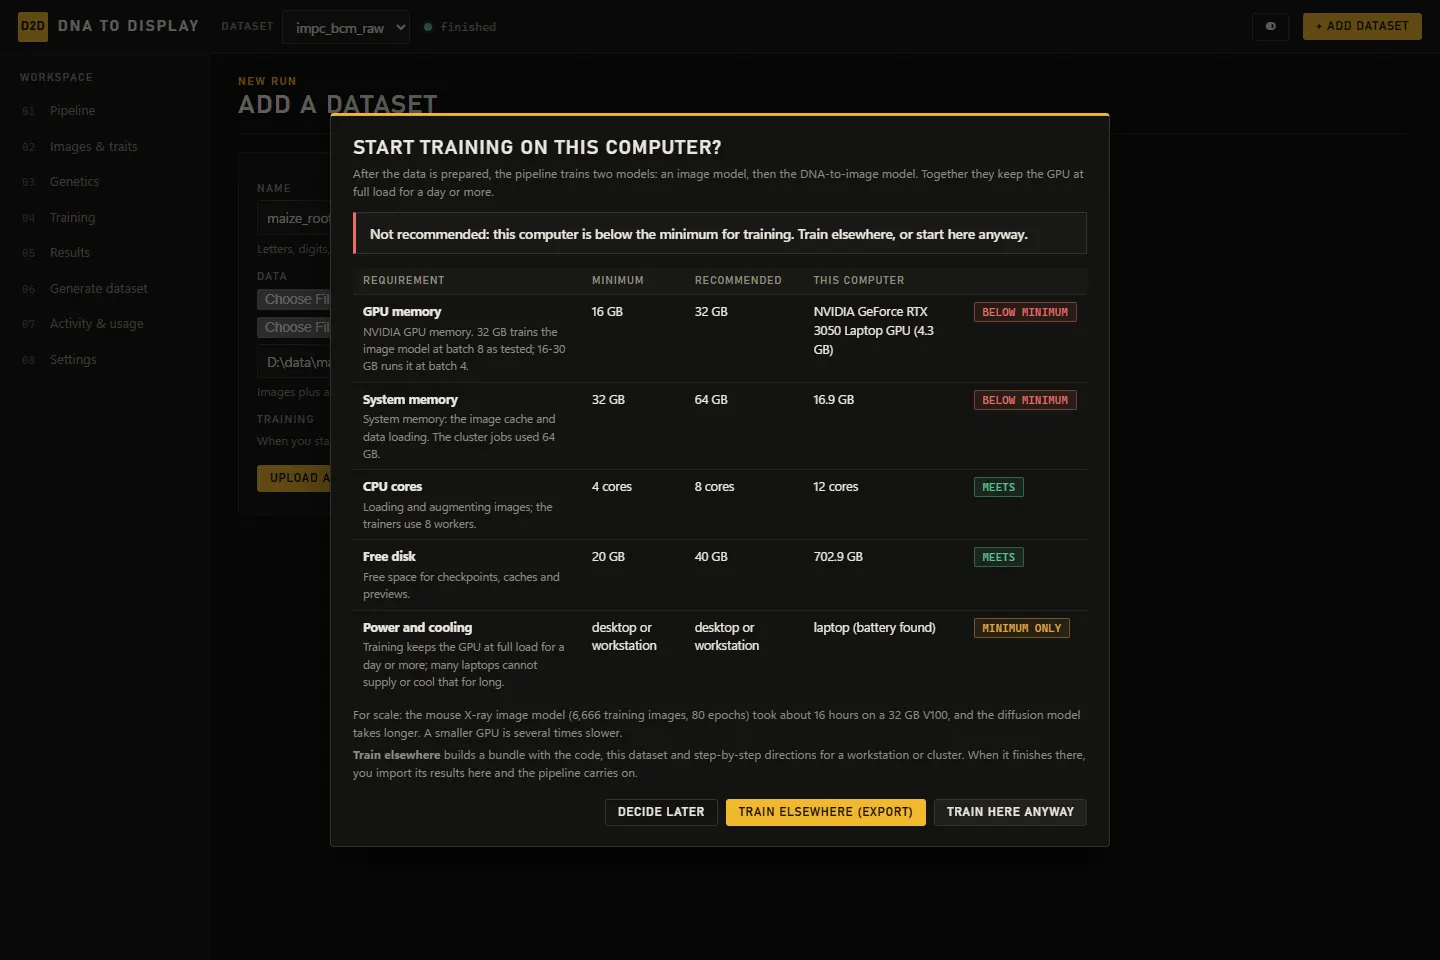 D2D DNA TO DISPLAY DATASET impc_bcm_raw finished + ADD DATASET
WORKSPACE
01 Pipeline
02 Images & traits
03 Genetics
04 Training
05 Results
06 Generate dataset
07 Activity & usage
08 Settings
NEW RUN
ADD A DATASET
NAME
Letters, digits,
DATA
Choose Fil
Choose Fil
Images plus a
TRAINING
When you sta
START TRAINING ON THIS COMPUTER?
After the data is prepared, the pipeline trains two models: an image model, then the DNA-to-image model. Together they keep the GPU at
full load for a day or more.
Not recommended: this computer is below the minimum for training. Train elsewhere, or start here anyway.
REQUIREMENT MINIMUM RECOMMENDED THIS COMPUTER
GPU memory 16 GB 32 GB NVIDIA GeForce RTX BELOW MINIMUM
NVIDIA GPU memory. 32 GB trains the 3050 Laptop GPU (4.3
image model at batch 8 as tested; 16-30 GB)
GB runs it at batch 4.
System memory 32 GB 64 GB 16.9 GB BELOW MINIMUM
System memory: the image cache and
data loading. The cluster jobs used 64
GB.
CPU cores 4 cores 8 cores 12 cores MEETS
Loading and augmenting images; the
trainers use 8 workers.
Free disk 20 GB 40 GB 702.9 GB MEETS
Free space for checkpoints, caches and
previews.
Power and cooling desktop or desktop or laptop (battery found) MINIMUM ONLY
Training keeps the GPU at full load for a workstation workstation
day or more; many laptops cannot
supply or cool that for long.
For scale: the mouse X-ray image model (6,666 training images, 80 epochs) took about 16 hours on a 32 GB V100, and the diffusion model
takes longer. A smaller GPU is several times slower.
Train elsewhere builds a bundle with the code, this dataset and step-by-step directions for a workstation or cluster. When it finishes there,
you import its results here and the pipeline carries on.
DECIDE LATER TRAIN ELSEWHERE (EXPORT) TRAIN HERE ANYWAY